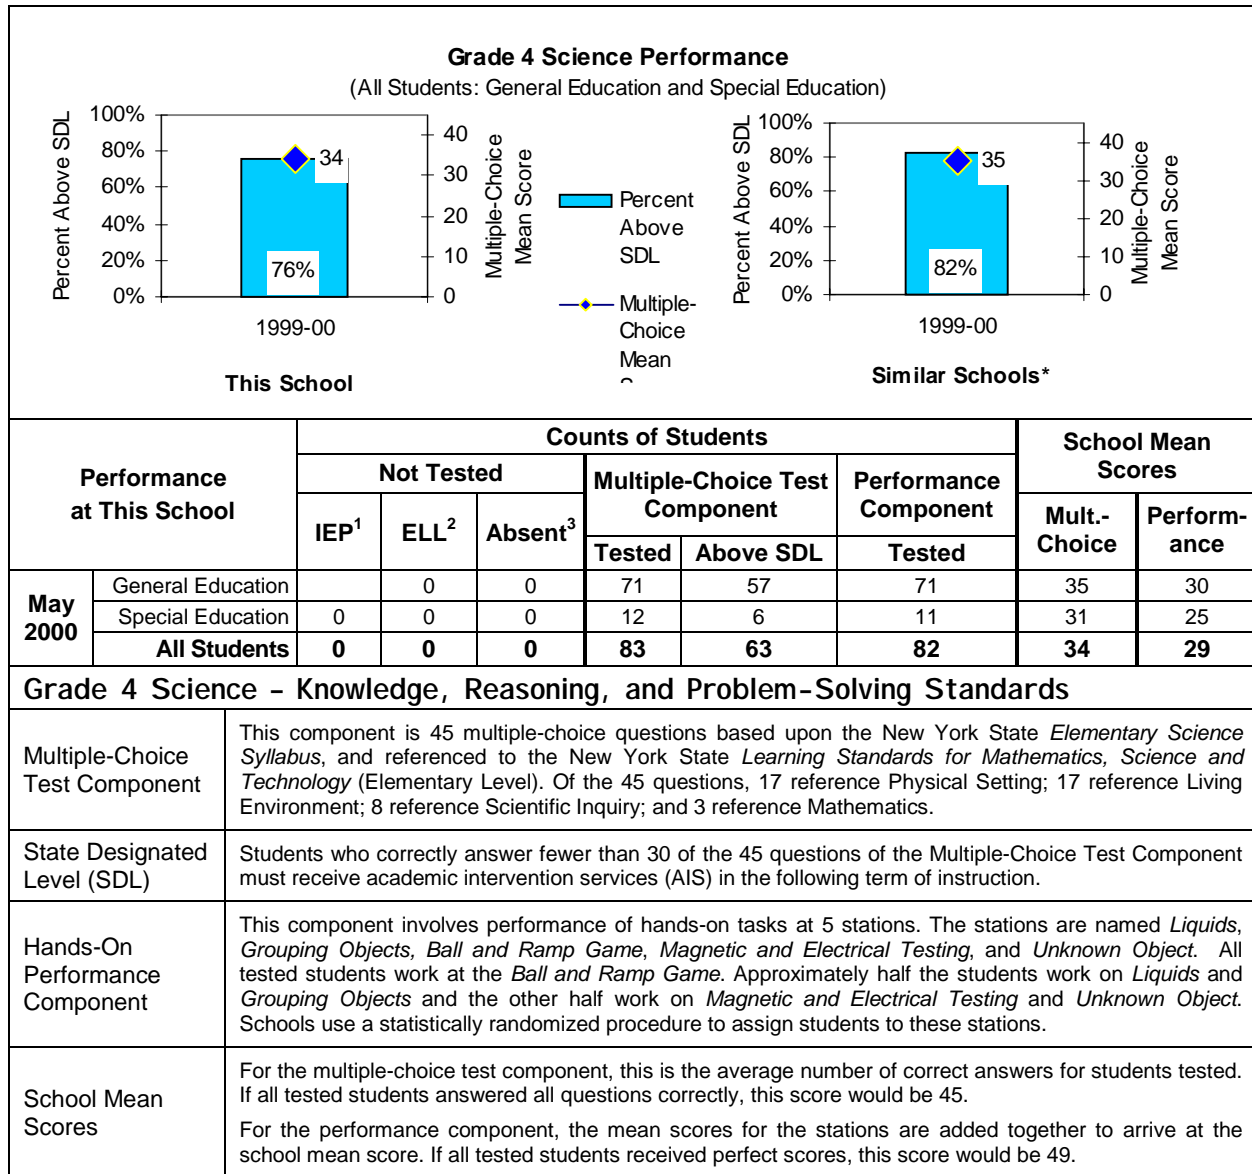 Grade 4 Science Performance
(All Students: General Education and Special Education)
Percent Above SDL
100%
80%
60%
40%
20%
0%
34
76%
40
30
20
10
0
Multiple-Choice
Mean Score
1999-00
This School
Percent
Above
SDL
Multiple-
Choice
Mean
Percent Above SDL
100%
80%
60%
40%
20%
0%
35
82%
40
30
20
10
0
Multiple-Choice
Mean Score
1999-00
Similar Schools*
Performance
at This School
Counts of Students
School Mean
Scores
Not Tested
Multiple-Choice Test
Component
Performance
Component
IEP1 ELL2 Absent3
Tested Above SDL Tested
Mult.-
Choice
Perform-
ance
May
2000
General Education 0 0 71 57 71 35 30
Special Education 0 0 0 12 6 11 31 25
All Students 0 0 0 83 63 82 34 29
Grade 4 Science – Knowledge, Reasoning, and Problem-Solving Standards
Multiple-Choice
Test Component
This component is 45 multiple-choice questions based upon the New York State Elementary Science
Syllabus, and referenced to the New York State Learning Standards for Mathematics, Science and
Technology (Elementary Level). Of the 45 questions, 17 reference Physical Setting; 17 reference Living
Environment; 8 reference Scientific Inquiry; and 3 reference Mathematics.
State Designated
Level (SDL)
Students who correctly answer fewer than 30 of the 45 questions of the Multiple-Choice Test Component
must receive academic intervention services (AIS) in the following term of instruction.
Hands-On
Performance
Component
This component involves performance of hands-on tasks at 5 stations. The stations are named Liquids,
Grouping Objects, Ball and Ramp Game, Magnetic and Electrical Testing, and Unknown Object. All
tested students work at the Ball and Ramp Game. Approximately half the students work on Liquids and
Grouping Objects and the other half work on Magnetic and Electrical Testing and Unknown Object.
Schools use a statistically randomized procedure to assign students to these stations.
School Mean
Scores
For the multiple-choice test component, this is the average number of correct answers for students tested.
If all tested students answered all questions correctly, this score would be 45.
For the performance component, the mean scores for the stations are added together to arrive at the
school mean score. If all tested students received perfect scores, this score would be 49.